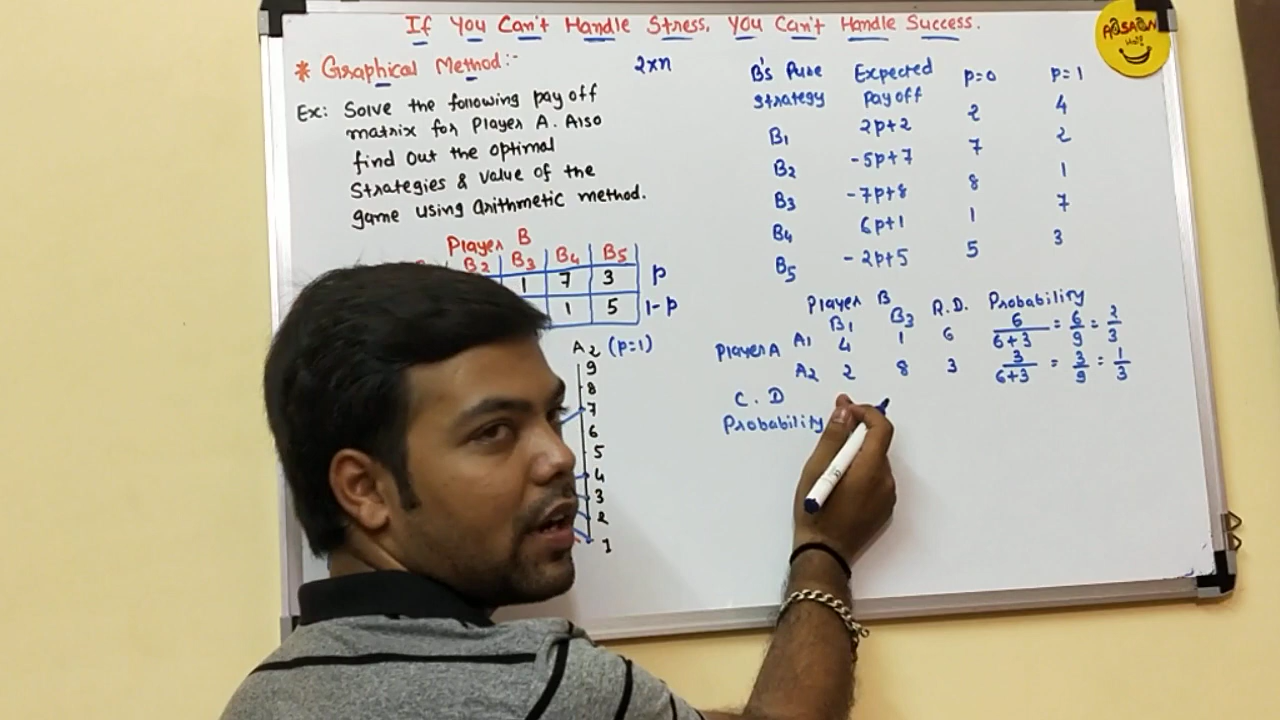 If You Can't Handle Stress, You Can't Handle Success.
AASAAN
* Graphical Method:- 2xn
Ex: Solve the following pay off
matrix for Player A. Also
find out the optimal
Strategies & value of the
game using arithmetic method.
Player B
B2 B3 B4 B5
1 7 3 p
1 5 1-p
A2 (p=1)
9
8
7
6
5
4
3
2
1
B's Pure Expected p=0 p=1
Strategy Pay off
B1 2p+2 2 4
B2 -5p+7 7 2
B3 -7p+8 8 1
B4 6p+1 1 7
B5 -2p+5 5 3
Player B
B1 B3 R.D. Probability
Player A A1 4 1 6 6/6+3 = 6/9 = 2/3
A2 2 8 3 3/6+3 = 3/9 = 1/3
C.D
Probability